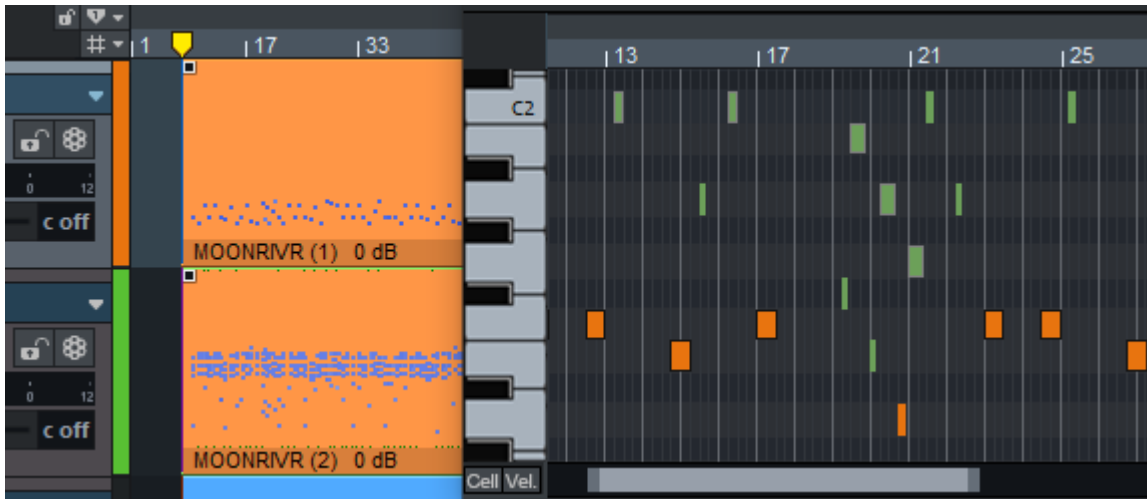 1
1 17 33
0 12
c off
MOONRIVR (1) 0 dB
0 12
c off
MOONRIVR (2) 0 dB
13 17 21 25
C2
Cell Vel.